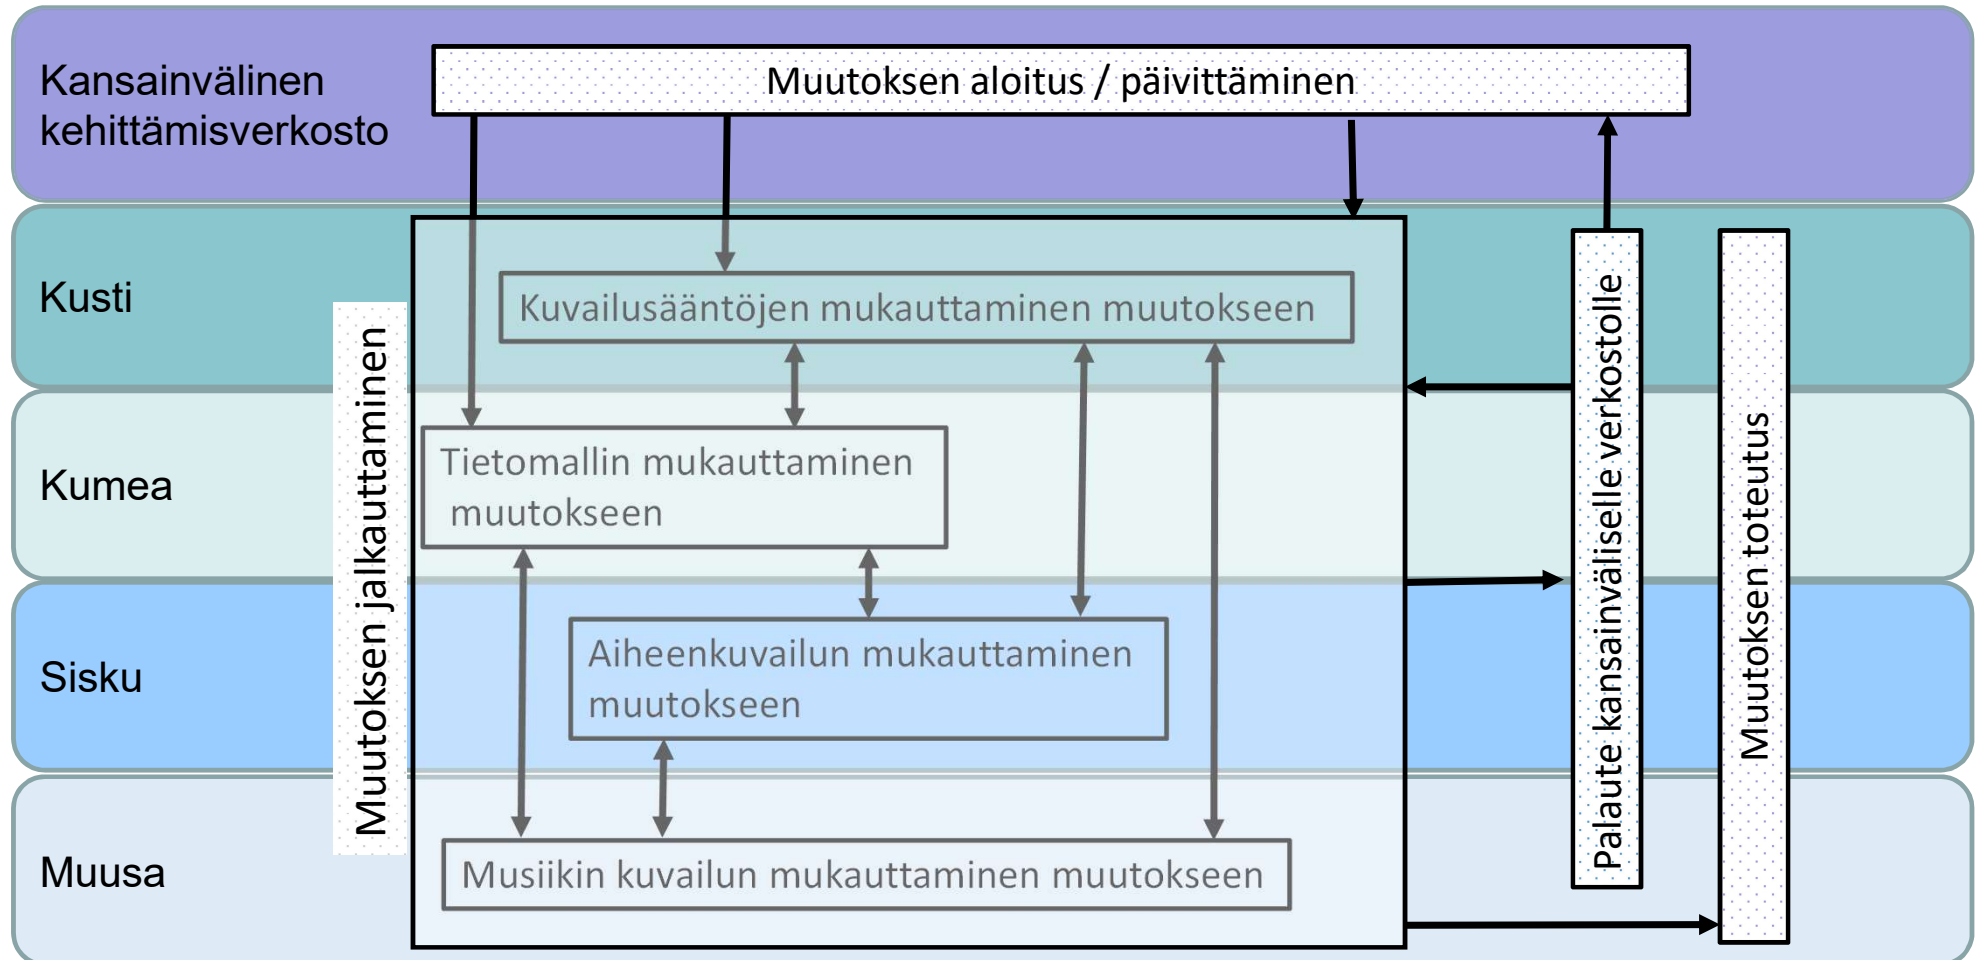 Kansainvälinen
kehittämisverkosto
Muutoksen aloitus / päivittäminen
Kusti
Kuvailusääntöjen mukauttaminen muutokseen
Kumea
Tietomallin mukauttaminen
muutokseen
Sisku
Aiheenkuvailun mukauttaminen
muutokseen
Muusa
Musiikin kuvailun mukauttaminen muutokseen
Muutoksen jalkauttaminen
Palaute kansainväliselle verkostolle
Muutoksen toteutus